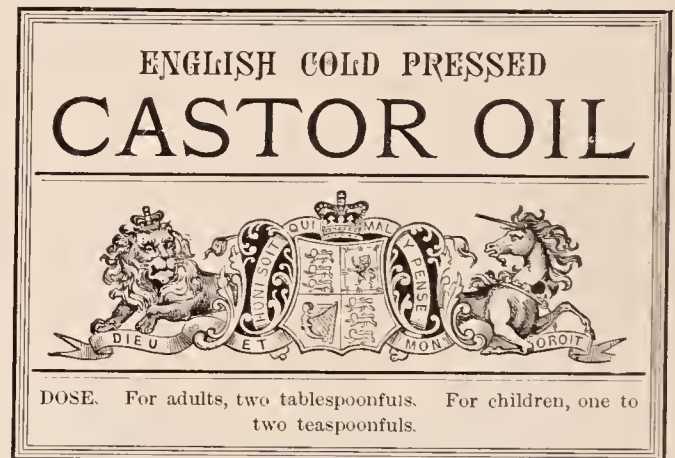 ENGLISH COLD PRESSED
CASTOR OIL
HONI SOIT QUI MAL Y PENSE
DIEU ET MON DROIT
DOSE. For adults, two tablespoonfuls. For children, one to
two teaspoonfuls.